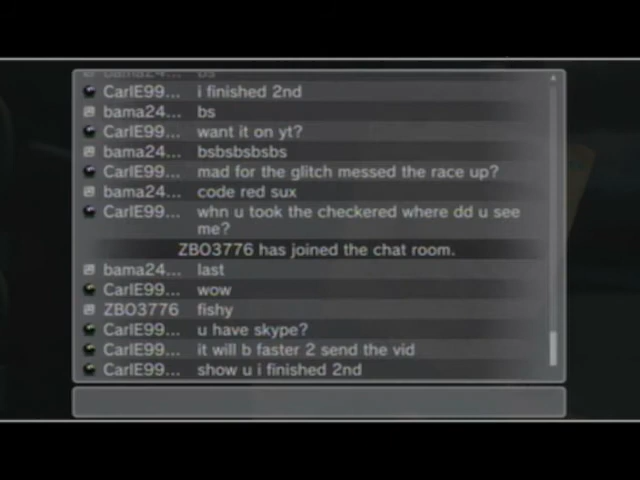 bama24... bs
CarlE99... i finished 2nd
bama24... bs
CarlE99... want it on yt?
bama24... bsbsbsbsbs
CarlE99... mad for the glitch messed the race up?
bama24... code red sux
CarlE99... whn u took the checkered where dd u see
me?
ZBO3776 has joined the chat room.
bama24... last
CarlE99... wow
ZBO3776 fishy
CarlE99... u have skype?
CarlE99... it will b faster 2 send the vid
CarlE99... show u i finished 2nd